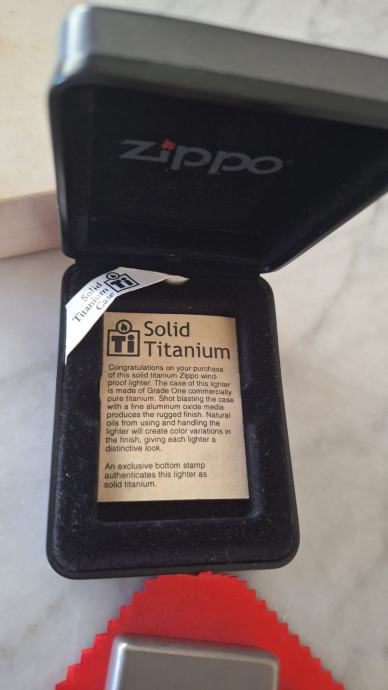 zippo
Solid
Titanium
Case
Ti
Ti
Solid
Titanium
Congratulations on your purchase
of this solid titanium Zippo wind-
proof lighter. The case of this lighter
is made of Grade One commercially
pure titanium. Shot blasting the case
with a fine aluminum oxide media
produces the rugged finish. Natural
oils from using and handling the
lighter will create color variations in
the finish, giving each lighter a
distinctive look.
An exclusive bottom stamp
authenticates this lighter as
solid titanium.